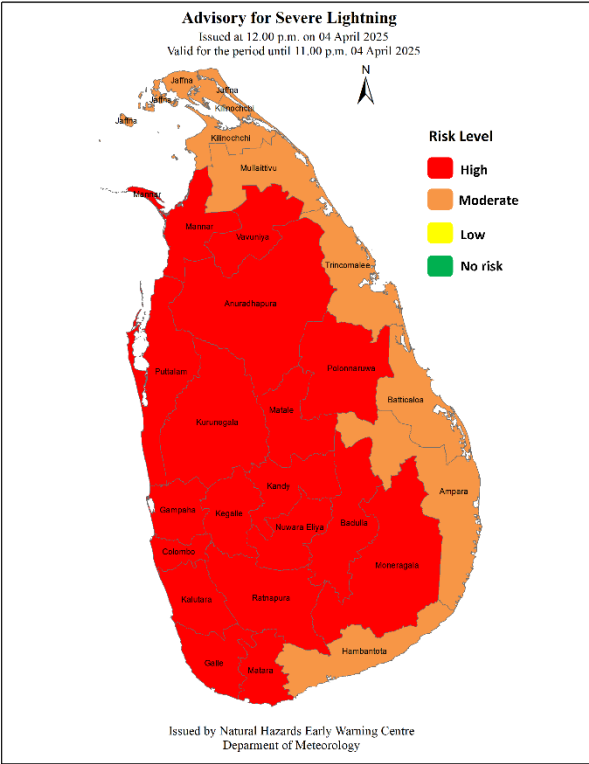 Advisory for Severe Lightning
Issued at 12.00 p.m. on 04 April 2025
Valid for the period until 11.00 p.m. 04 April 2025
N
Jaffna
Jaffna
Jaffna
Kilinochchi
Jaffna
Kilinochchi
Mullaittivu
Risk Level
High
Moderate
Low
No risk
Mannar
Mannar
Vavuniya
Trincomalee
Anuradhapura
Polonnaruwa
Puttalam
Batticaloa
Matale
Kurunegala
Kandy
Ampara
Gampaha
Kegalle
Nuwara Eliya
Badulla
Colombo
Moneragala
Kalutara
Ratnapura
Hambantota
Galle
Matara
Issued by Natural Hazards Early Warning Centre
Deparment of Meteorology